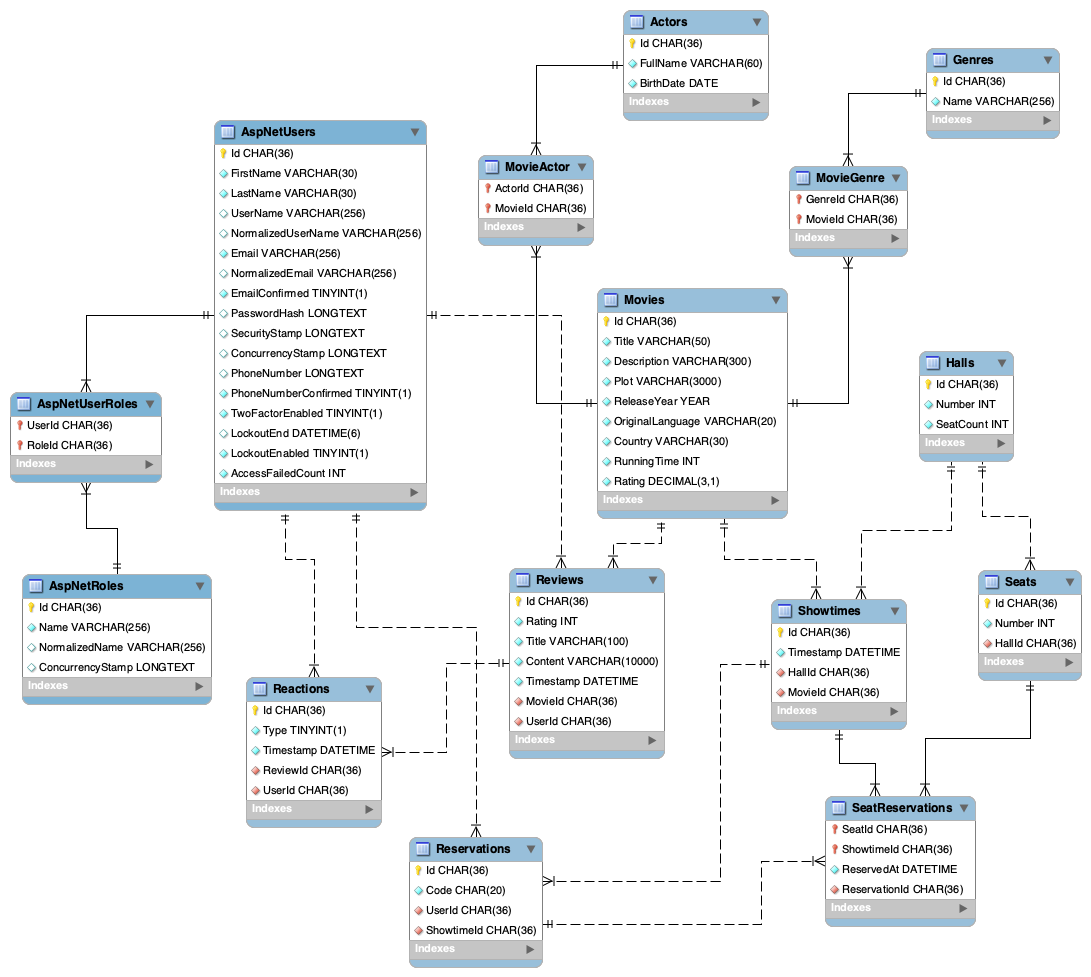 Actors
Id CHAR(36)
FullName VARCHAR(60)
BirthDate DATE
Indexes
Genres
Id CHAR(36)
Name VARCHAR(256)
Indexes
AspNetUsers
Id CHAR(36)
FirstName VARCHAR(30)
LastName VARCHAR(30)
UserName VARCHAR(256)
NormalizedUserName VARCHAR(256)
Email VARCHAR(256)
NormalizedEmail VARCHAR(256)
EmailConfirmed TINYINT(1)
PasswordHash LONGTEXT
SecurityStamp LONGTEXT
ConcurrencyStamp LONGTEXT
PhoneNumber LONGTEXT
PhoneNumberConfirmed TINYINT(1)
TwoFactorEnabled TINYINT(1)
LockoutEnd DATETIME(6)
LockoutEnabled TINYINT(1)
AccessFailedCount INT
Indexes
MovieActor
ActorId CHAR(36)
MovieId CHAR(36)
Indexes
MovieGenre
GenreId CHAR(36)
MovieId CHAR(36)
Indexes
Movies
Id CHAR(36)
Title VARCHAR(50)
Description VARCHAR(300)
Plot VARCHAR(3000)
ReleaseYear YEAR
OriginalLanguage VARCHAR(20)
Country VARCHAR(30)
RunningTime INT
Rating DECIMAL(3,1)
Indexes
Halls
Id CHAR(36)
Number INT
SeatCount INT
Indexes
AspNetUserRoles
UserId CHAR(36)
RoleId CHAR(36)
Indexes
AspNetRoles
Id CHAR(36)
Name VARCHAR(256)
NormalizedName VARCHAR(256)
ConcurrencyStamp LONGTEXT
Indexes
Reviews
Id CHAR(36)
Rating INT
Title VARCHAR(100)
Content VARCHAR(10000)
Timestamp DATETIME
MovieId CHAR(36)
UserId CHAR(36)
Indexes
Showtimes
Id CHAR(36)
Timestamp DATETIME
HallId CHAR(36)
MovieId CHAR(36)
Indexes
Seats
Id CHAR(36)
Number INT
HallId CHAR(36)
Indexes
Reactions
Id CHAR(36)
Type TINYINT(1)
Timestamp DATETIME
ReviewId CHAR(36)
UserId CHAR(36)
Indexes
Reservations
Id CHAR(36)
Code CHAR(20)
UserId CHAR(36)
ShowtimeId CHAR(36)
Indexes
SeatReservations
SeatId CHAR(36)
ShowtimeId CHAR(36)
ReservedAt DATETIME
ReservationId CHAR(36)
Indexes